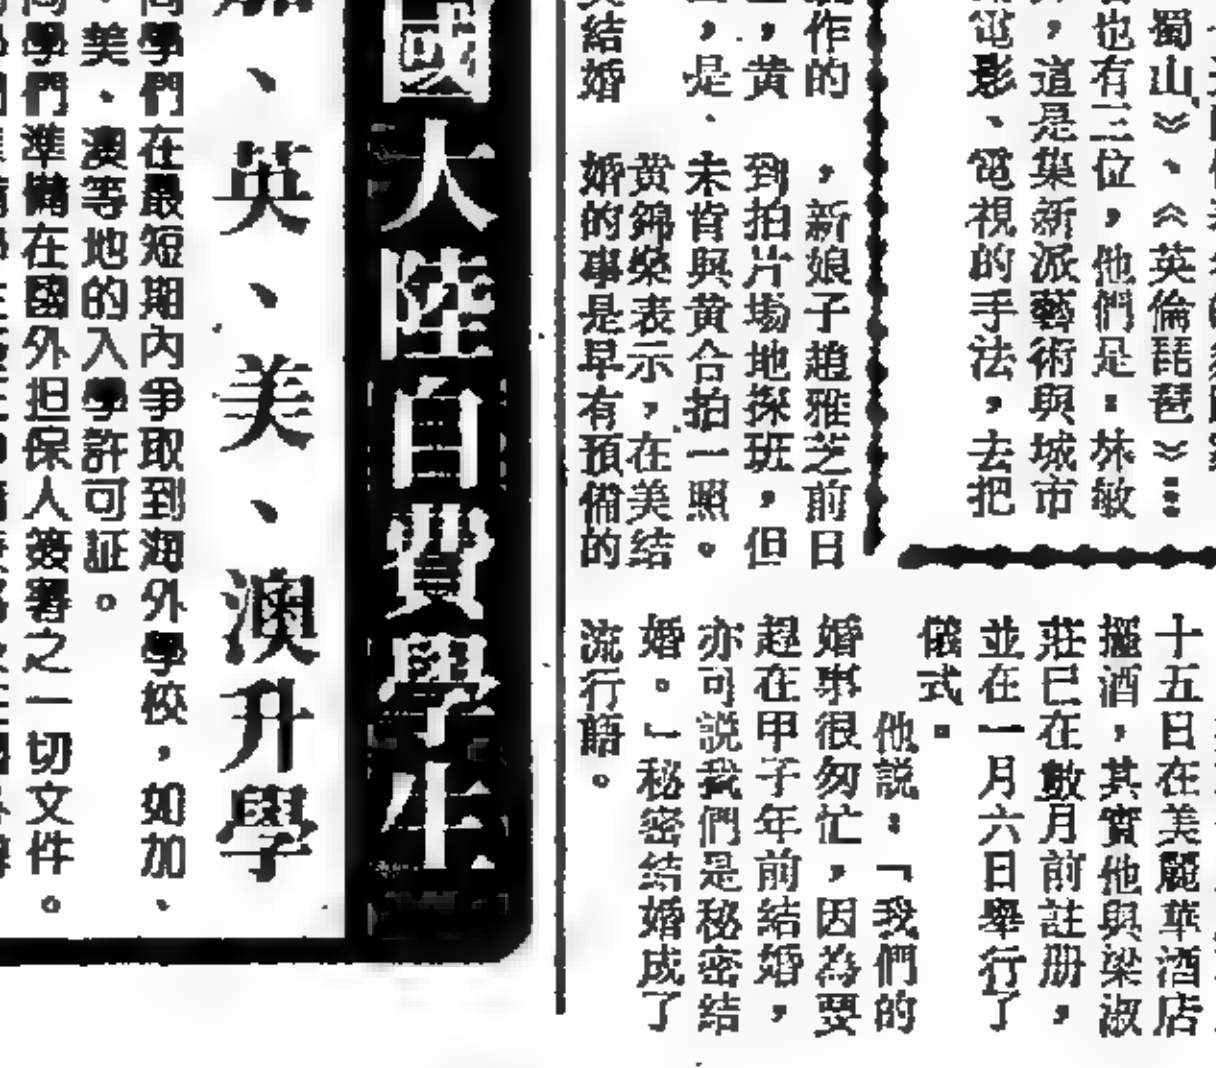 蜀山》、《英倫琵琶》⋮
也有三位，他們是：林敏
，道是集新派藝術與城市
電影、電視的手法，去把
十五日在美麗華酒店
擺酒，其實他與梁淑
莊已在數月前註册，
並在一月六日舉行了
儀式。
他説：「我們的
婚事很匆忙，因為要
趕在甲子年前結婚，
亦可説我們是秘密結
婚。」秘密結婚成了
流行語。
作的
，黄
，是
結婚
，新娘子趙雅芝前日
到拍片場地探班，但
未肯與黄合拍一照。
黄錦燊表示，在美結
婚的事是早有預備的
國大陸自費學生
、英、美、澳升學
同學們在最短期內爭取到海外學校，如加、
美、澳等地的入學許可証。
同學們準備在國外担保人簽署之一切文件。